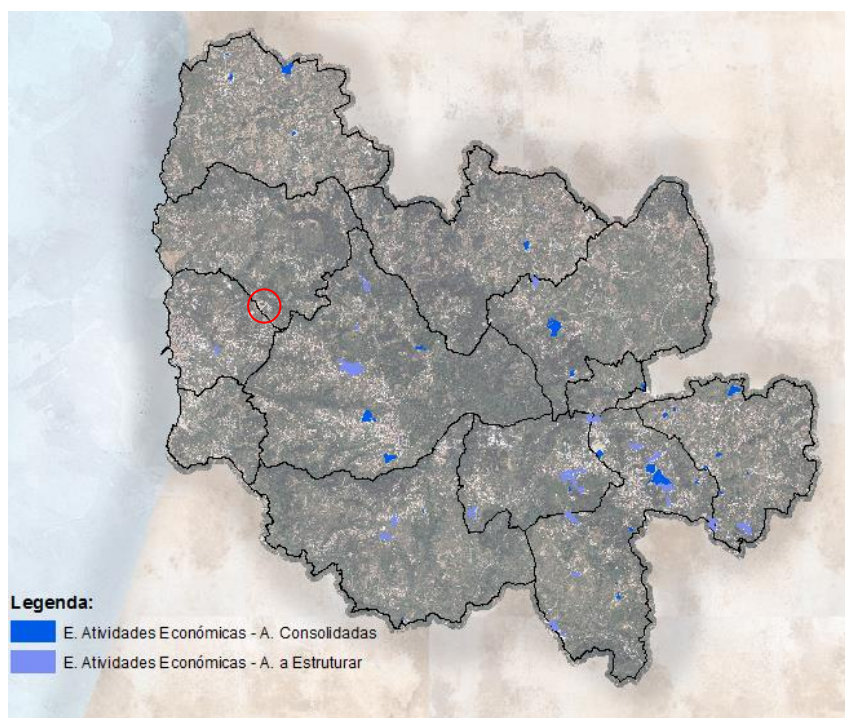 Legenda:
E. Atividades Económicas - A. Consolidadas
E. Atividades Económicas - A. a Estruturar